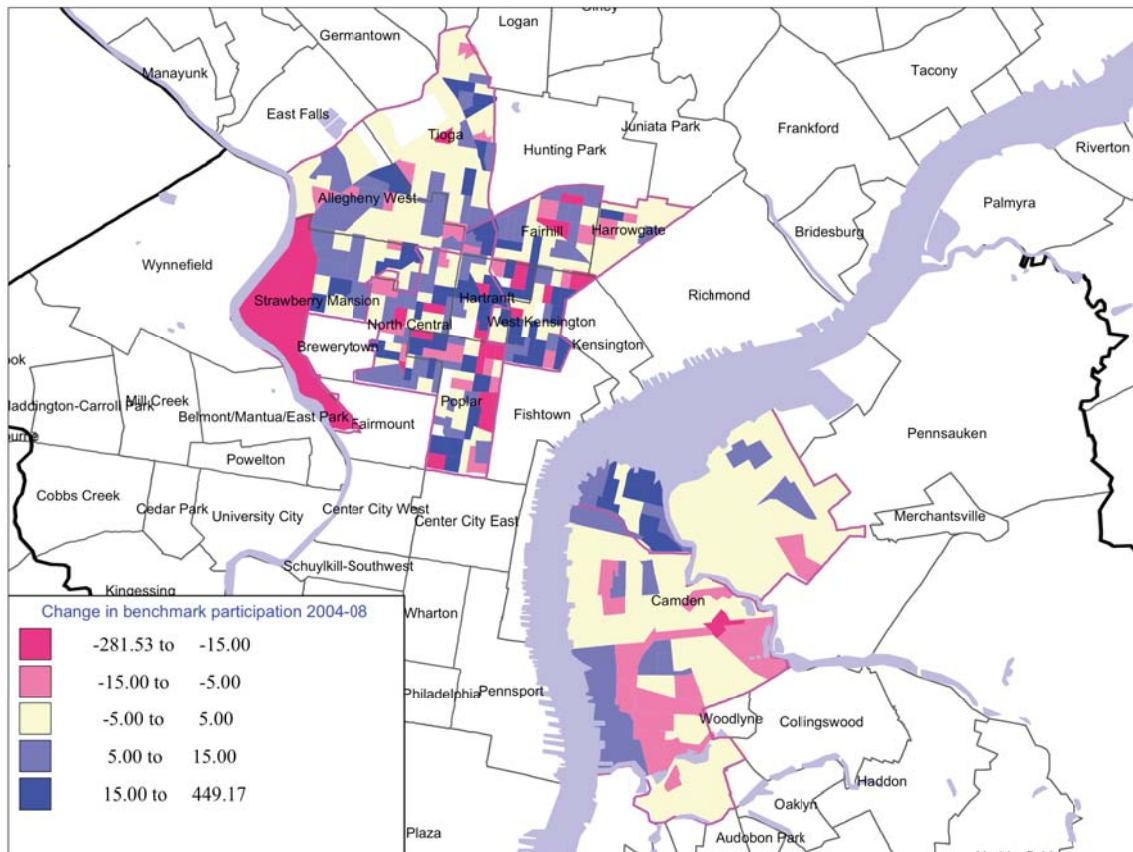 Logan
Germantown
Manayunk
Tacony
East Falls
Juniata Park
Frankford
Tioga
Hunting Park
Riverton
Allegheny West
Palmyra
Fairhill
Harrowgate
Bridesburg
Wynnefield
Richmond
Strawberry Mansion
Hartranft
North Central
West Kensington
Brewerytown
Kensington
Mill Creek
addington-Carroll Park
Poplar
Belmont/Mantua/East Park
Fishtown
Fairmount
Pennsauken
Powelton
Cobbs Creek
Cedar Park
University City
Center City West
Center City East
Merchantsville
Schuylkill-Southwest
Kingessing
Camden
Wharton
Change in benchmark participation 2004-08
-281.53 to -15.00
-15.00 to -5.00
-5.00 to 5.00
5.00 to 15.00
15.00 to 449.17
Philadelphia
Pennsport
Woodlyne
Collingswood
Haddon
Oaklyn
Plaza
Audobon Park